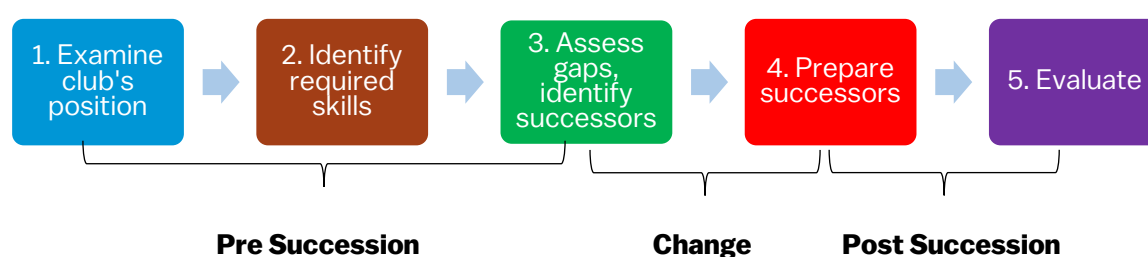 1. Examine
club's
position
2. Identify
required
skills
3. Assess
gaps,
identify
successors
4. Prepare
successors
5. Evaluate
Pre Succession
Change
Post Succession